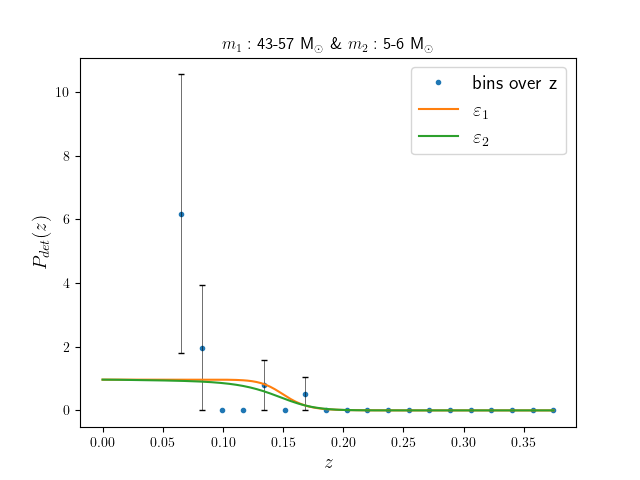 m₁ : 43-57 M⊙ & m₂ : 5-6 M⊙
P_det(z)
10
8
6
4
2
0
bins over z
ε₁
ε₂
0.00 0.05 0.10 0.15 0.20 0.25 0.30 0.35
z